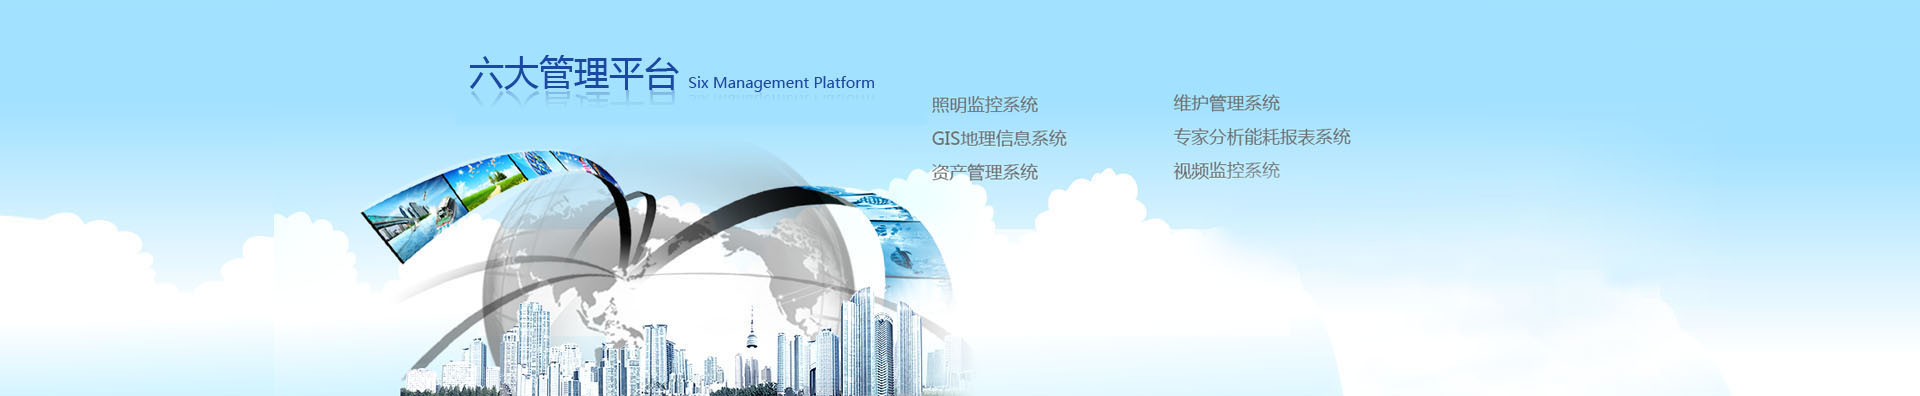 六大管理平台 Six Management Platform
照明监控系统
GIS地理信息系统
资产管理系统
维护管理系统
专家分析能耗报表系统
视频监控系统